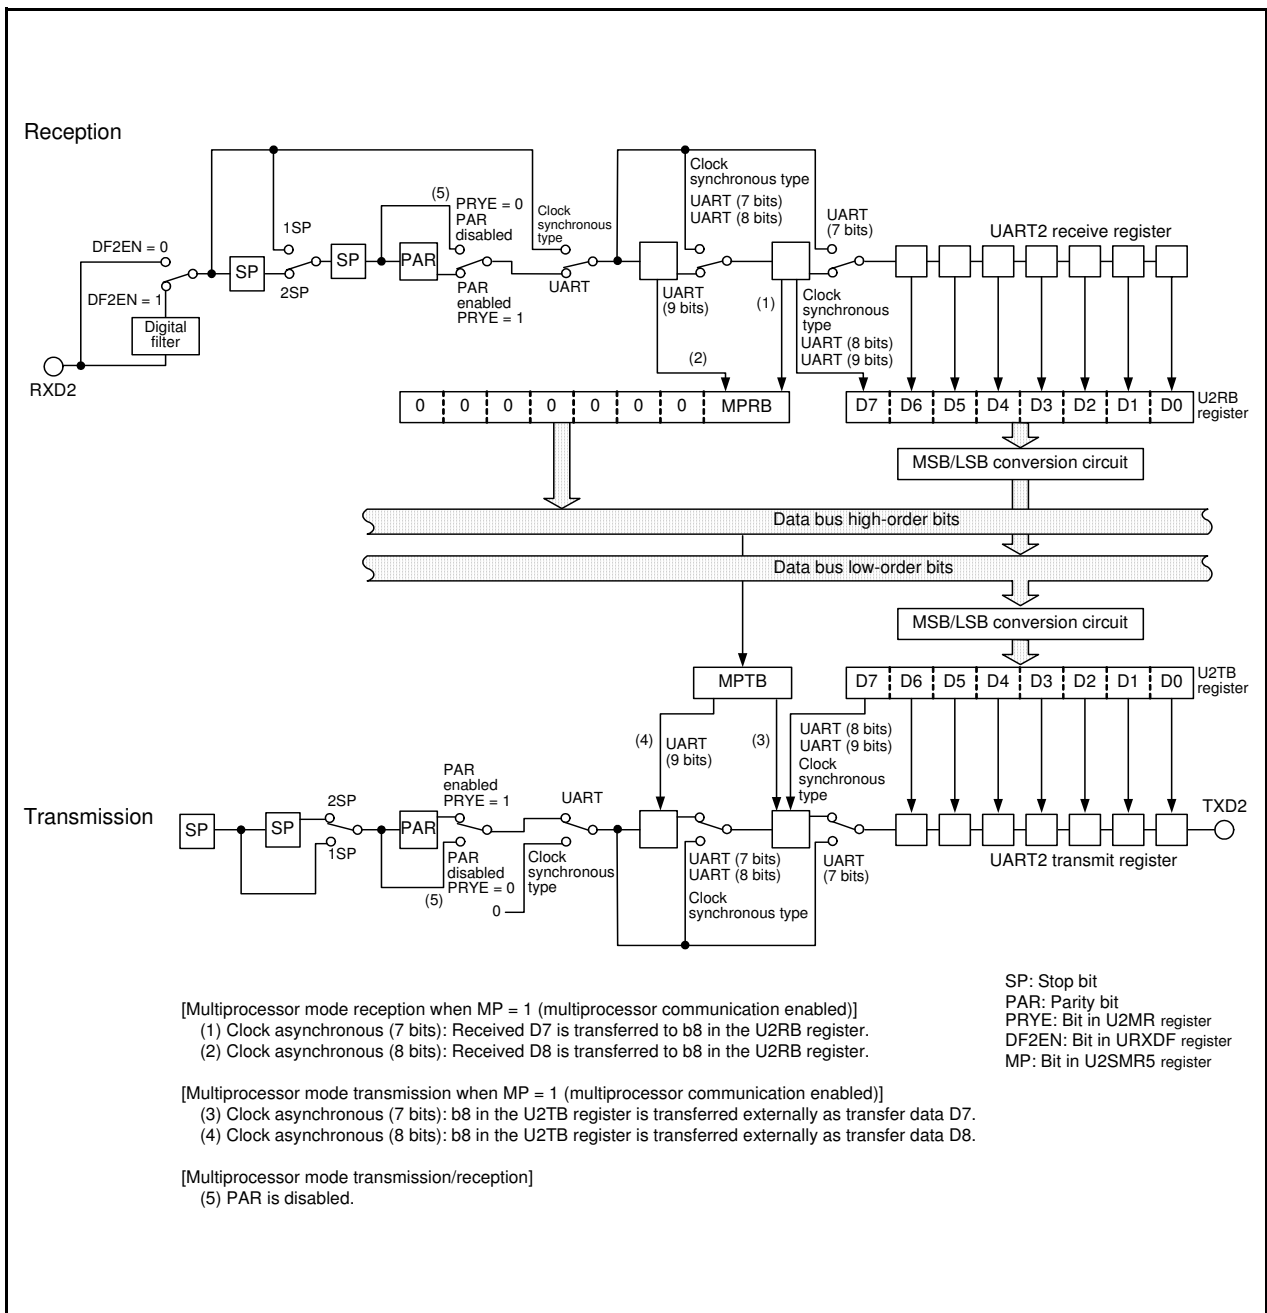 Reception
(5)
PRYE = 0
PAR
disabled
Clock
synchronous
type
Clock
synchronous type
UART (7 bits)
UART (8 bits)
UART
(7 bits)
UART2 receive register
1SP
DF2EN = 0
SP
2SP
SP
PAR
PAR
enabled
PRYE = 1
UART
UART
(9 bits)
(1)
Clock
synchronous
type
UART (8 bits)
UART (9 bits)
DF2EN = 1
Digital
filter
(2)
RXD2
0 0 0 0 0 0 0 MPRB
D7 D6 D5 D4 D3 D2 D1 D0
U2RB
register
MSB/LSB conversion circuit
Data bus high-order bits
Data bus low-order bits
MSB/LSB conversion circuit
MPTB
D7 D6 D5 D4 D3 D2 D1 D0
U2TB
register
(4)
UART
(9 bits)
(3)
UART (8 bits)
UART (9 bits)
Clock
synchronous
type
Transmission
SP
SP
2SP
1SP
PAR
PAR
enabled
PRYE = 1
UART
PAR
disabled
PRYE = 0
(5)
Clock
synchronous
type
0
UART (7 bits)
UART (8 bits)
Clock
synchronous type
UART
(7 bits)
UART2 transmit register
TXD2
SP: Stop bit
PAR: Parity bit
PRYE: Bit in U2MR register
DF2EN: Bit in URXDF register
MP: Bit in U2SMR5 register
[Multiprocessor mode reception when MP = 1 (multiprocessor communication enabled)]
(1) Clock asynchronous (7 bits): Received D7 is transferred to b8 in the U2RB register.
(2) Clock asynchronous (8 bits): Received D8 is transferred to b8 in the U2RB register.
[Multiprocessor mode transmission when MP = 1 (multiprocessor communication enabled)]
(3) Clock asynchronous (7 bits): b8 in the U2TB register is transferred externally as transfer data D7.
(4) Clock asynchronous (8 bits): b8 in the U2TB register is transferred externally as transfer data D8.
[Multiprocessor mode transmission/reception]
(5) PAR is disabled.